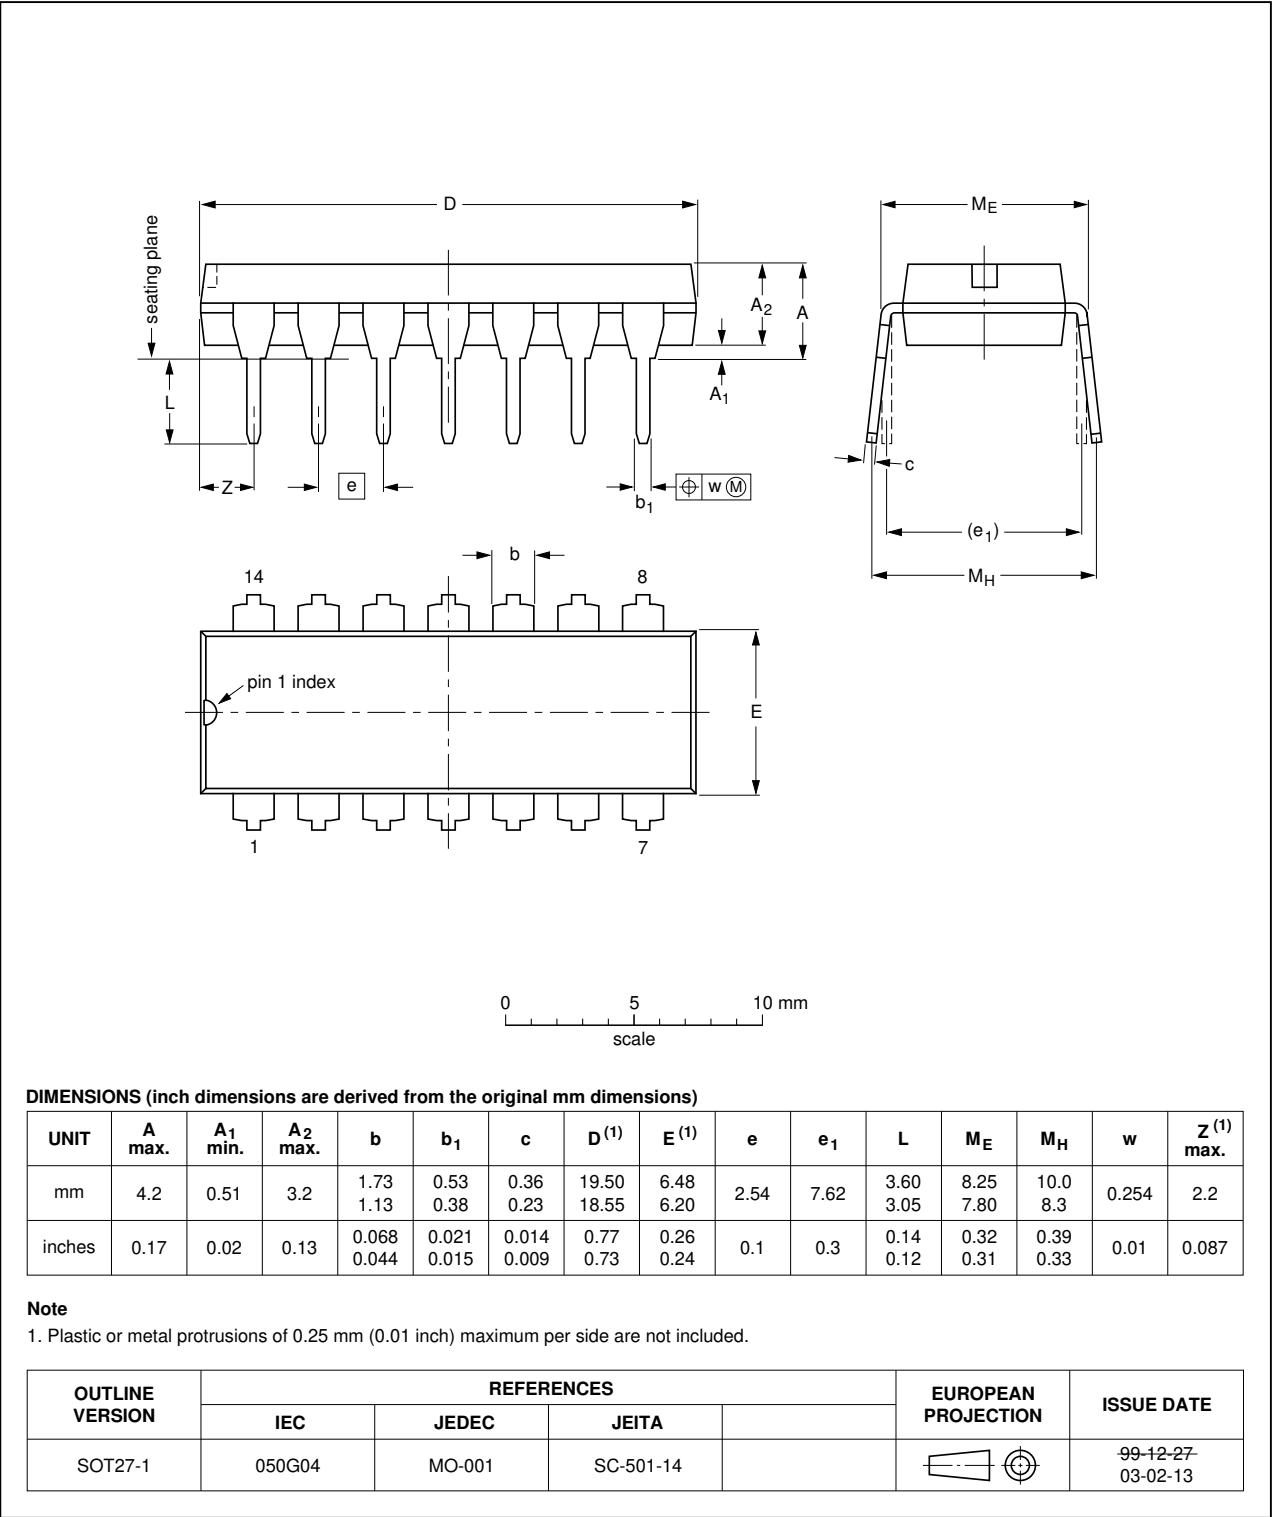 D
M E
seating plane
A 2
A
A 1
L
Z
e
b 1
w M
c
(e 1)
M H
b
14
8
pin 1 index
E
1
7
0
5
10 mm
scale
DIMENSIONS (inch dimensions are derived from the original mm dimensions)
UNIT A max. A1 min. A2 max. b b1 c D (1) E (1) e e1 L ME MH w Z (1) max.
mm 4.2 0.51 3.2 1.73 1.13 0.53 0.38 0.36 0.23 19.50 18.55 6.48 6.20 2.54 7.62 3.60 3.05 8.25 7.80 10.0 8.3 0.254 2.2
inches 0.17 0.02 0.13 0.068 0.044 0.021 0.015 0.014 0.009 0.77 0.73 0.26 0.24 0.1 0.3 0.14 0.12 0.32 0.31 0.39 0.33 0.01 0.087
Note
1. Plastic or metal protrusions of 0.25 mm (0.01 inch) maximum per side are not included.
OUTLINE VERSION REFERENCES EUROPEAN PROJECTION ISSUE DATE
IEC JEDEC JEITA
SOT27-1 050G04 MO-001 SC-501-14 99-12-27
03-02-13